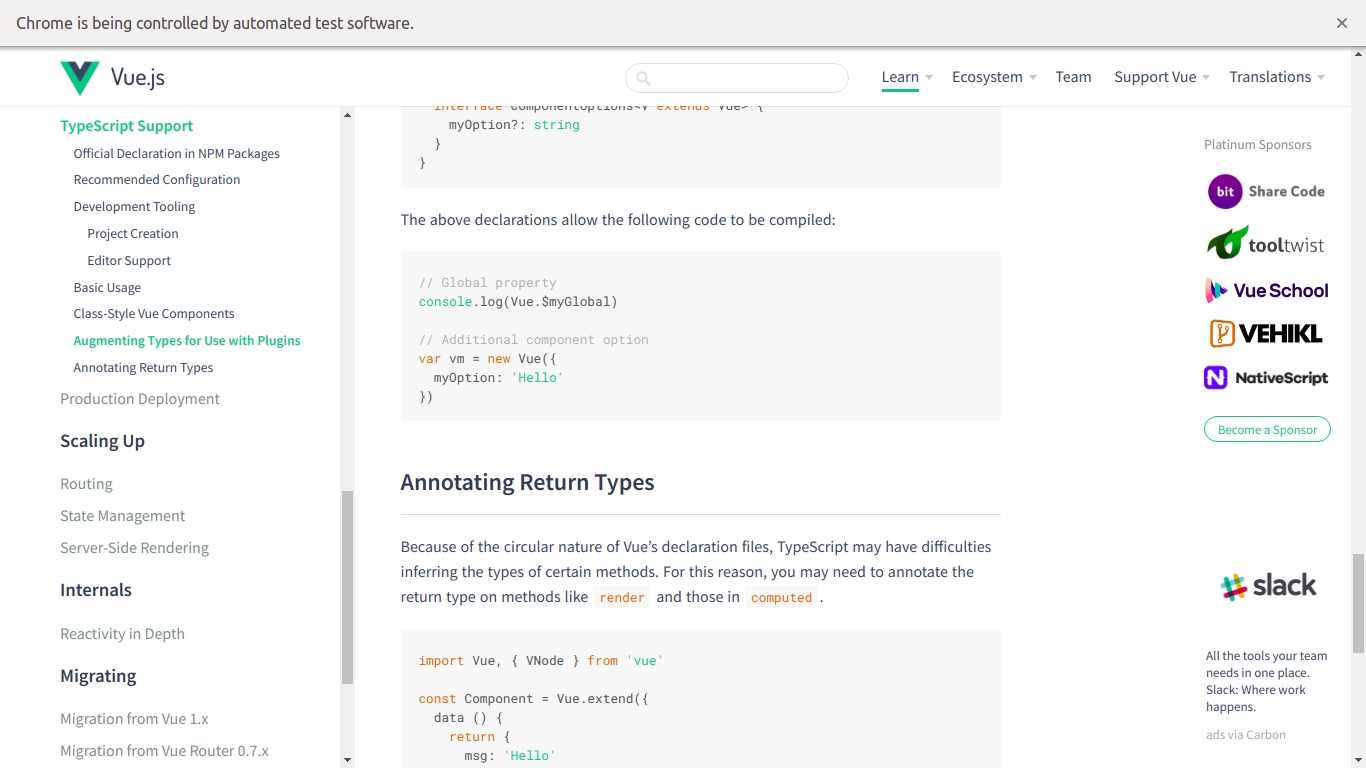 Chrome is being controlled by automated test software.
Vue.js
Learn
Ecosystem
Team
Support Vue
Translations
TypeScript Support
Official Declaration in NPM Packages
Recommended Configuration
Development Tooling
Project Creation
Editor Support
Basic Usage
Class-Style Vue Components
Augmenting Types for Use with Plugins
Annotating Return Types
Production Deployment
Scaling Up
Routing
State Management
Server-Side Rendering
Internals
Reactivity in Depth
Migrating
Migration from Vue 1.x
Migration from Vue Router 0.7.x
interface ComponentOptions<V extends Vue> {
myOption?: string
}
}
The above declarations allow the following code to be compiled:
// Global property
console.log(Vue.$myGlobal)
// Additional component option
var vm = new Vue({
myOption: 'Hello'
})
Annotating Return Types
Because of the circular nature of Vue’s declaration files, TypeScript may have difficulties
inferring the types of certain methods. For this reason, you may need to annotate the
return type on methods like render and those in computed .
import Vue, { VNode } from 'vue'
const Component = Vue.extend({
data () {
return {
msg: 'Hello'
Platinum Sponsors
bit Share Code
tooltwist
Vue School
VEHIKL
NativeScript
Become a Sponsor
slack
All the tools your team
needs in one place.
Slack: Where work
happens.
ads via Carbon